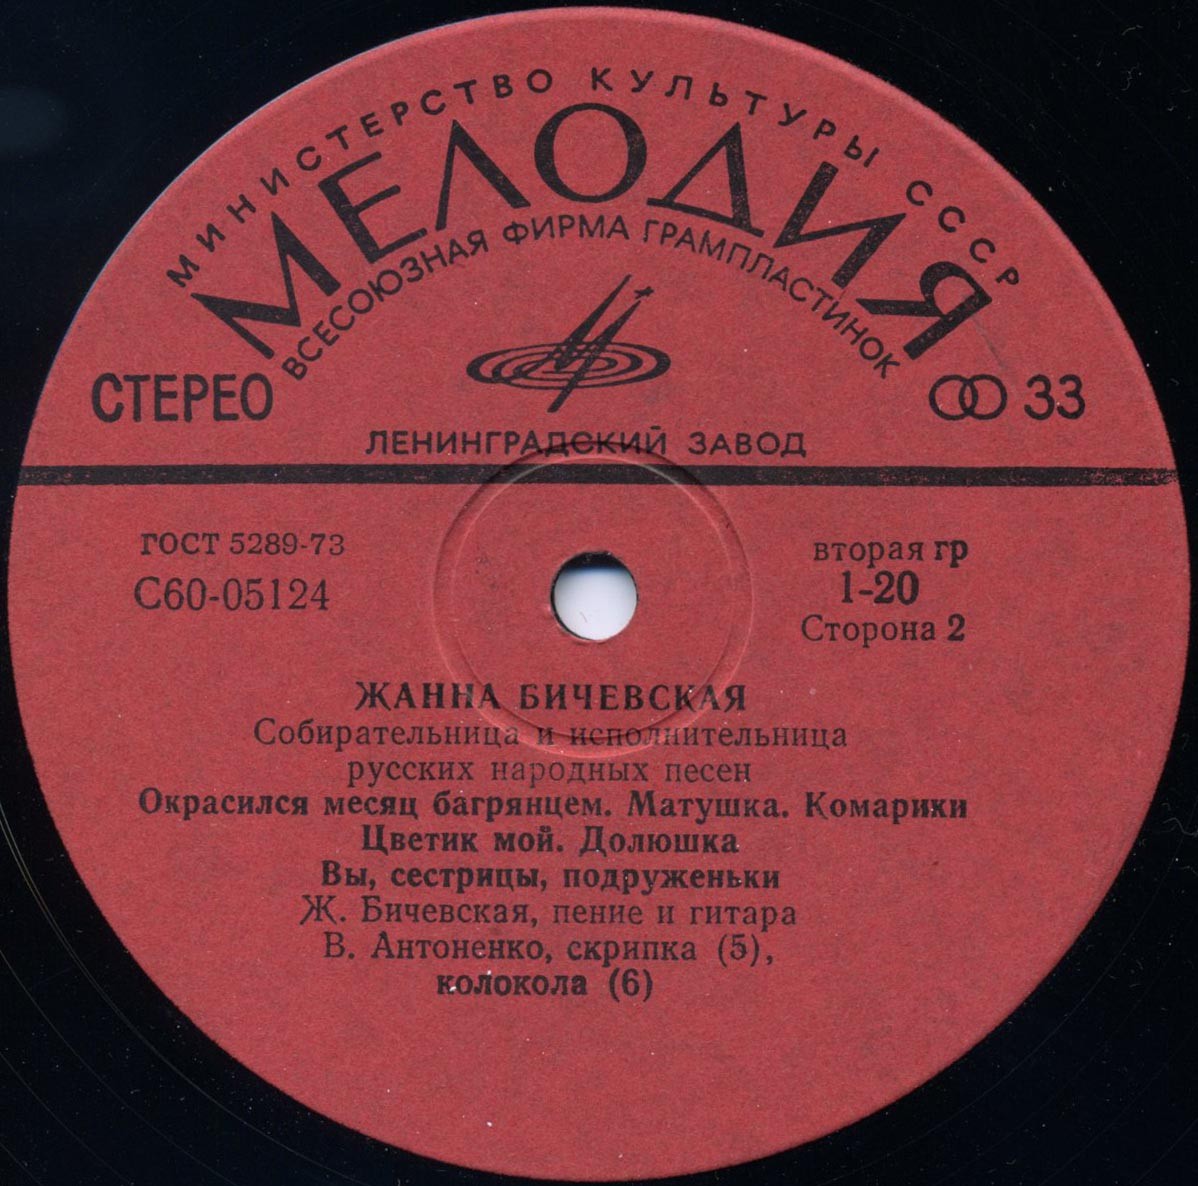 МИНИСТЕРСТВО КУЛЬТУРЫ СССР
МЕЛОДИЯ
ВСЕСОЮЗНАЯ ФИРМА ГРАМПЛАСТИНОК
СТЕРЕО
33
ЛЕНИНГРАДСКИЙ ЗАВОД
ГОСТ 5289-73
С60-05124
вторая гр
1-20
Сторона 2
ЖАННА БИЧЕВСКАЯ
Собирательница и исполнительница
русских народных песен
Окрасился месяц багрянцем. Матушка. Комарики
Цветик мой. Долюшка
Вы, сестрицы, подруженьки
Ж. Бичевская, пение и гитара
В. Антоненко, скрипка (5),
колокола (6)